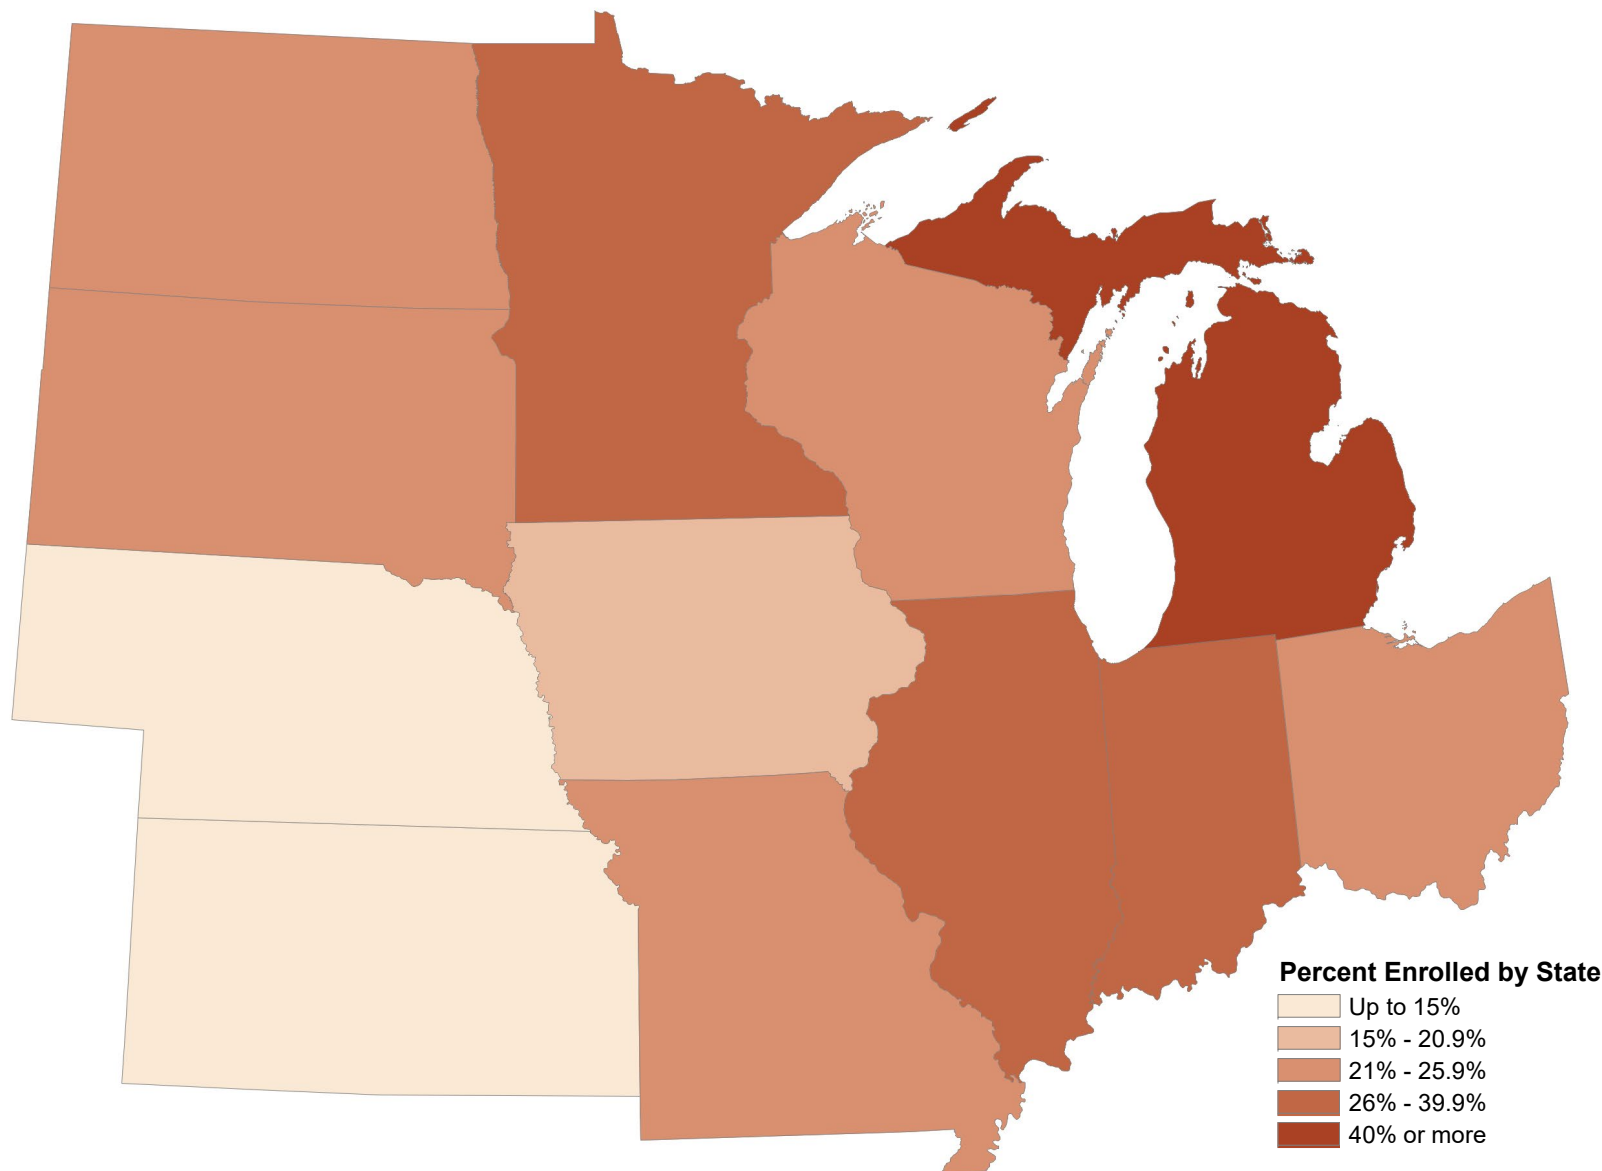 Percent Enrolled by State
Up to 15%
15% - 20.9%
21% - 25.9%
26% - 39.9%
40% or more